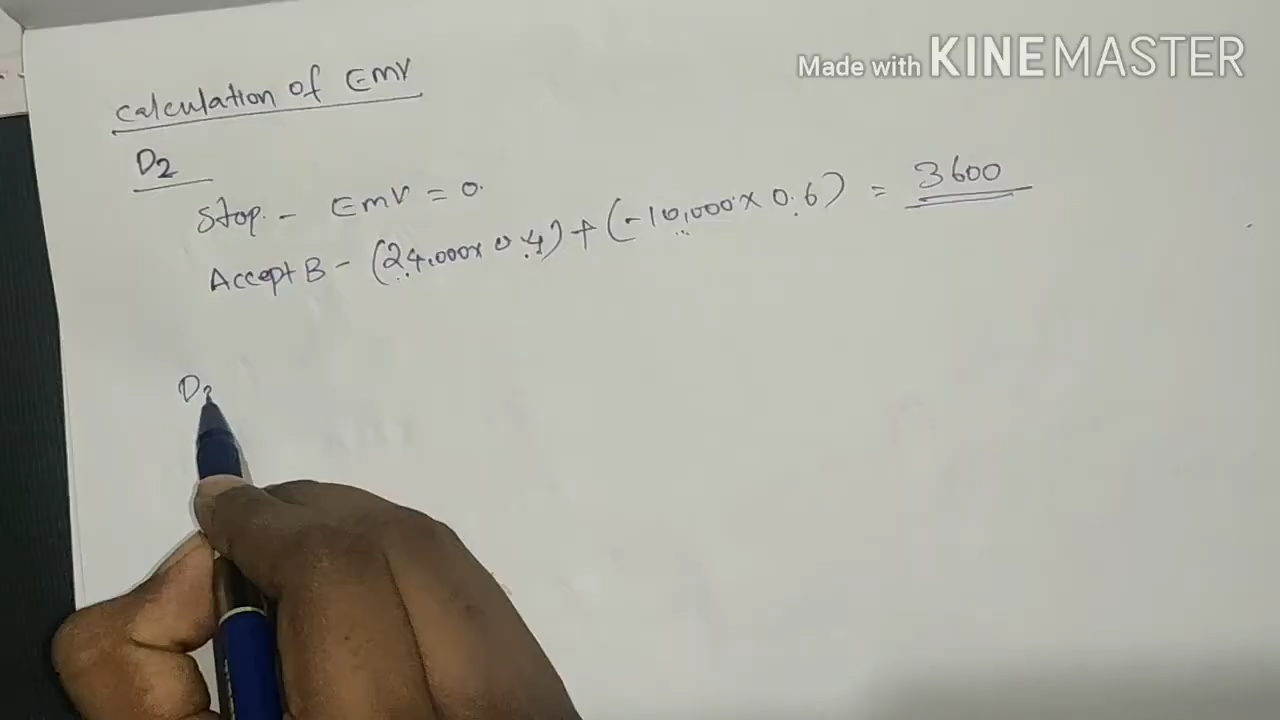 Made with KINEMASTER
Calculation of EMV
D2
Stop. - EMV = 0.
Accept B - (24,000 x 0.4) + (-10,000 x 0.6) = 3600
D3